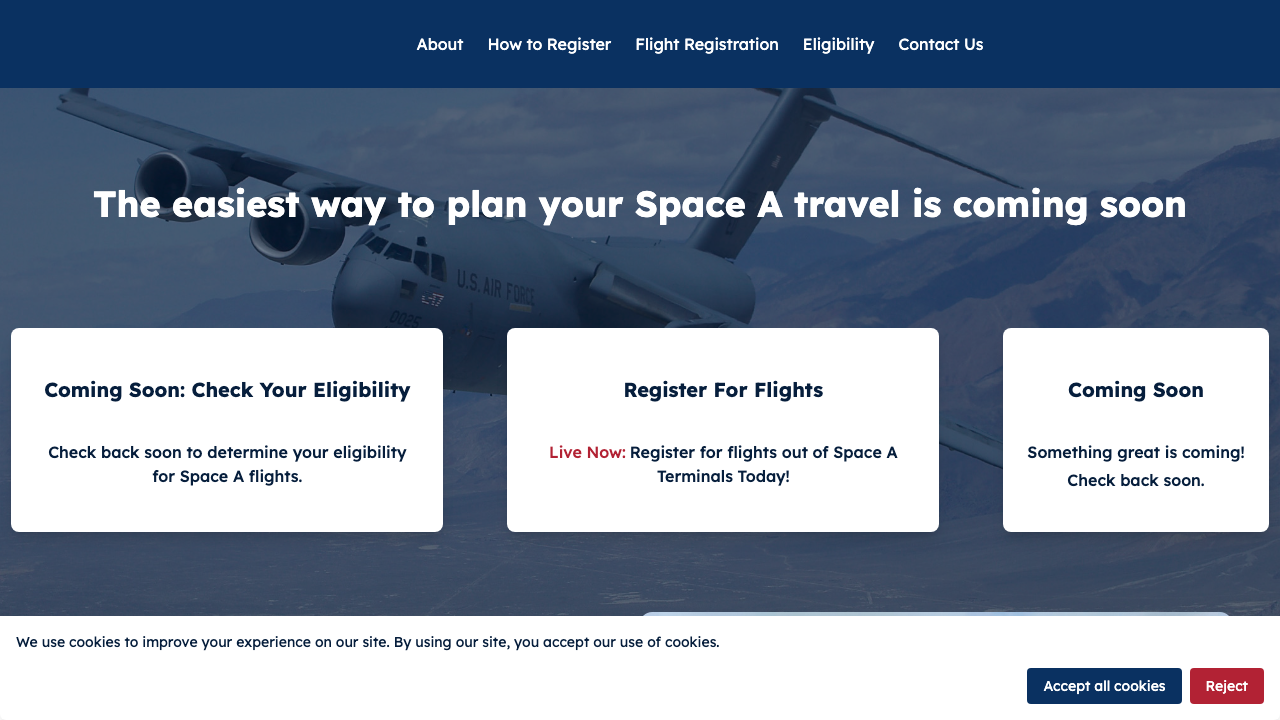 About How to Register Flight Registration Eligibility Contact Us
The easiest way to plan your Space A travel is coming soon
U.S. AIR FORCE
0025
Coming Soon: Check Your Eligibility
Check back soon to determine your eligibility
for Space A flights.
Register For Flights
Live Now: Register for flights out of Space A
Terminals Today!
Coming Soon
Something great is coming!
Check back soon.
We use cookies to improve your experience on our site. By using our site, you accept our use of cookies.
Accept all cookies Reject